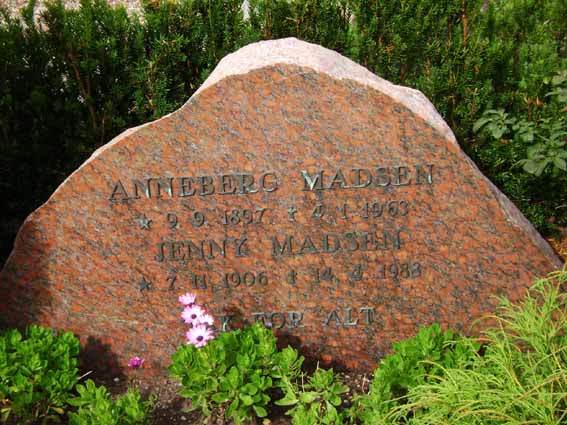 ANNEBERG MADSEN
★ 9.9.1897. ✝ 4.1-1963
JENNY MADSEN
★ 7.11.1906 ✝ 14.4.1983
K FOR ALT